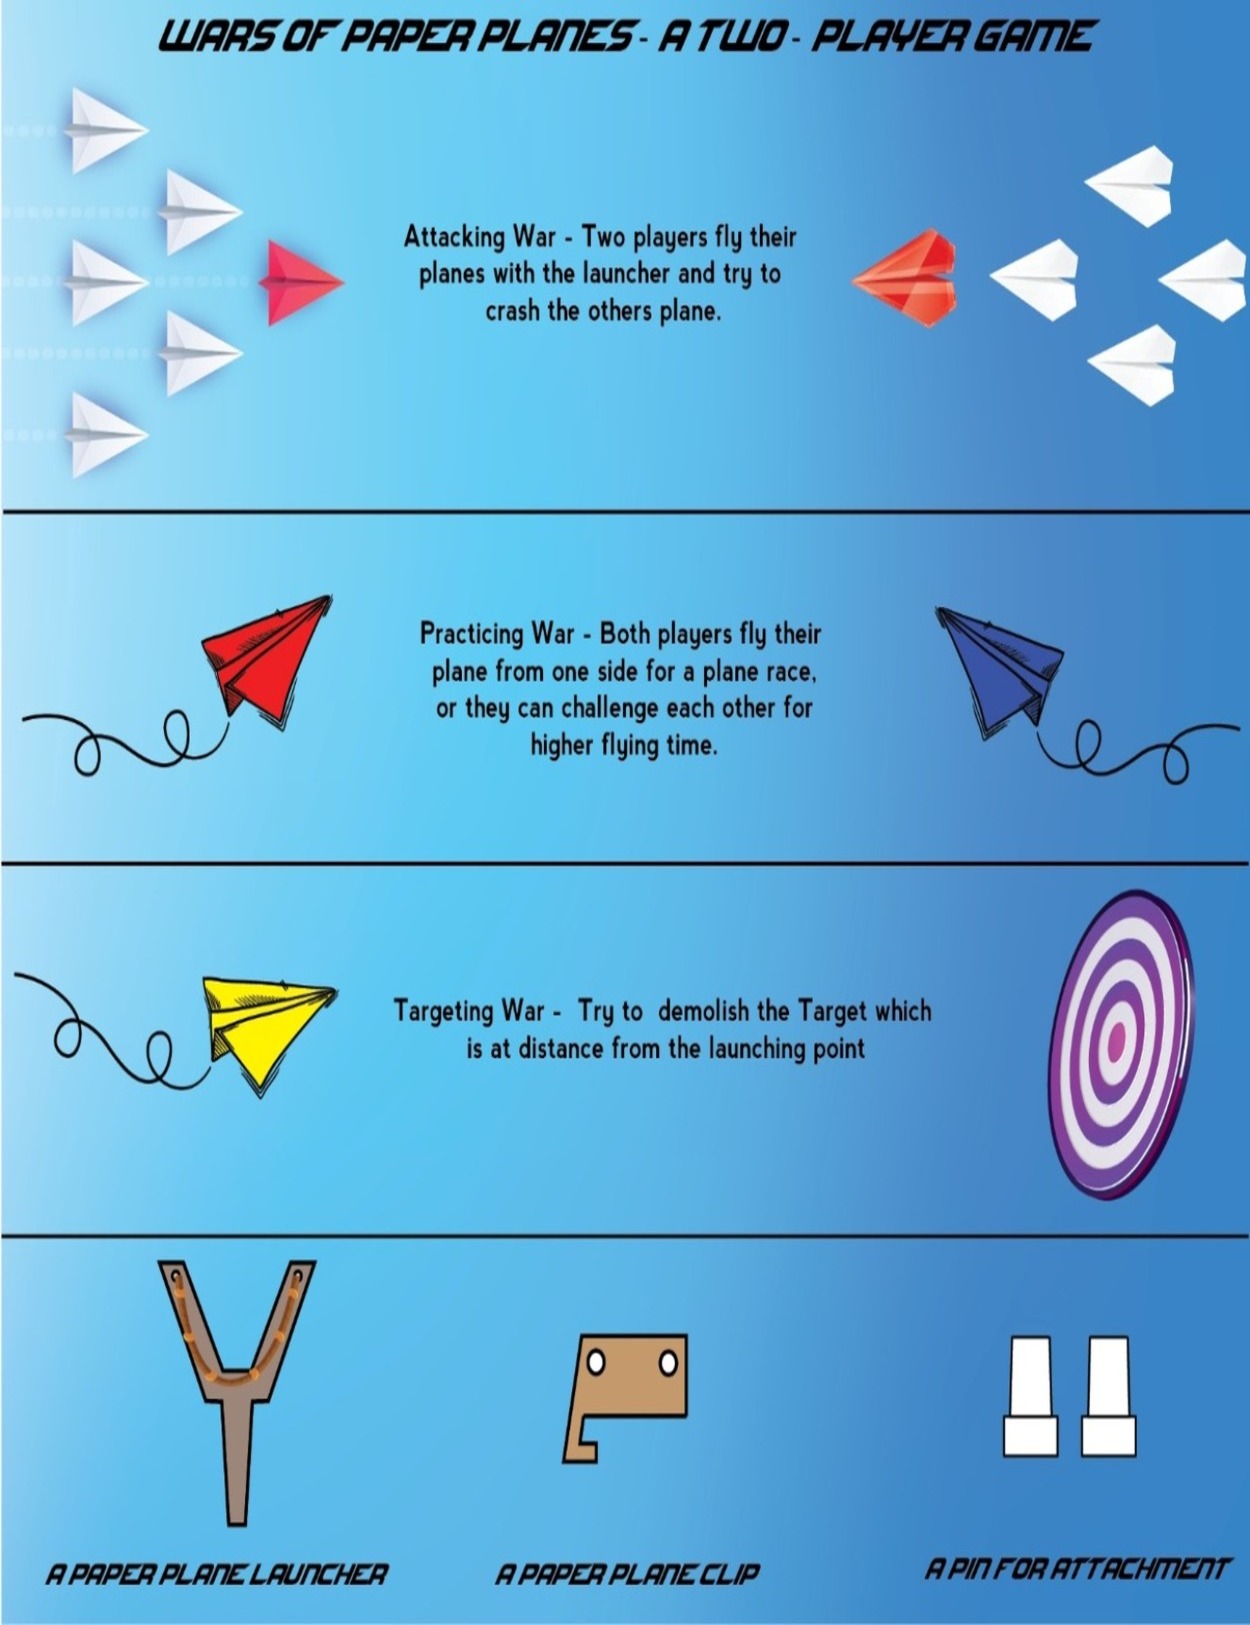 WARS OF PAPER PLANES - A TWO - PLAYER GAME
Attacking War - Two players fly their
planes with the launcher and try to
crash the others plane.
Practicing War - Both players fly their
plane from one side for a plane race,
or they can challenge each other for
higher flying time.
Targeting War - Try to demolish the Target which
is at distance from the launching point
A PAPER PLANE LAUNCHER
A PAPER PLANE CLIP
A PIN FOR ATTACHMENT